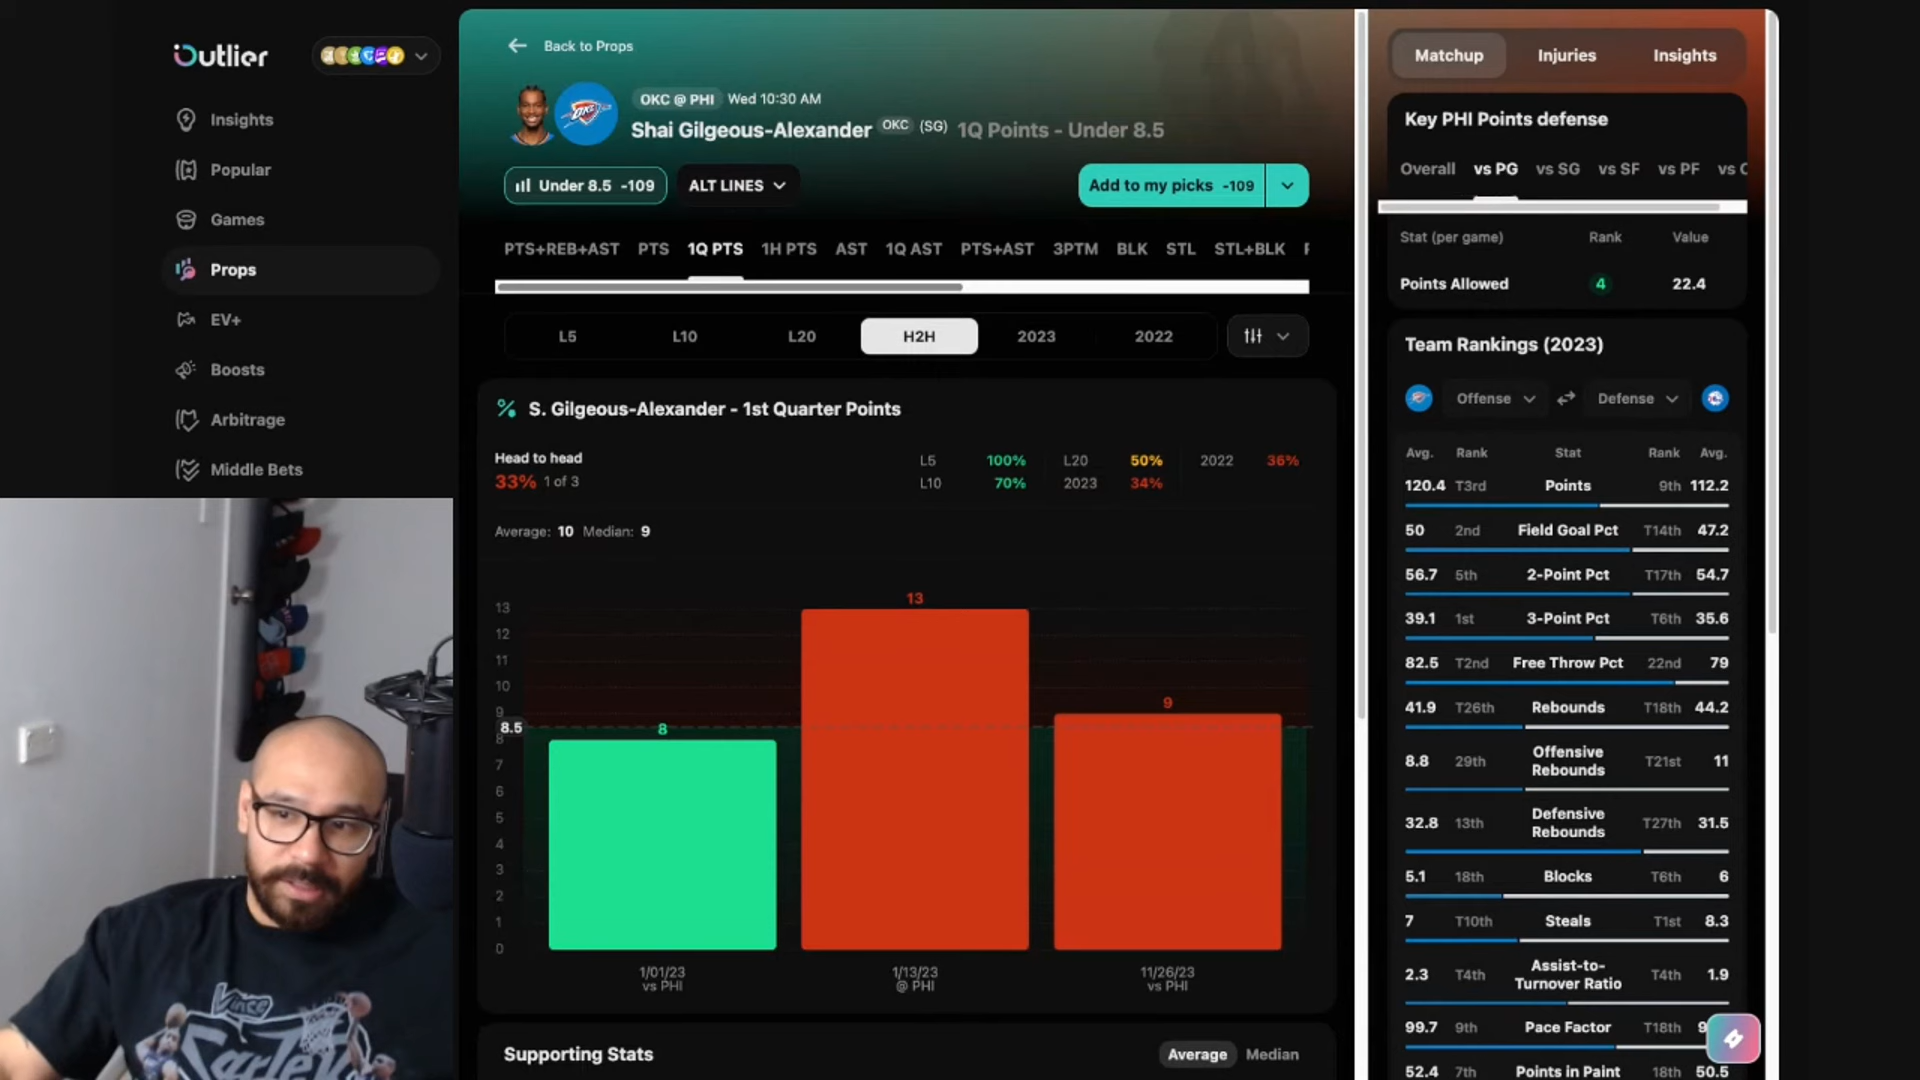 Outlier
Insights
Popular
Games
Props
EV+
Boosts
Arbitrage
Middle Bets
Back to Props
OKC @ PHI Wed 10:30 AM
Shai Gilgeous-Alexander OKC (SG) 1Q Points - Under 8.5
Under 8.5 -109 ALT LINES
Add to my picks -109
PTS+REB+AST PTS 1Q PTS 1H PTS AST 1Q AST PTS+AST 3PTM BLK STL STL+BLK
L5 L10 L20 H2H 2023 2022
% S. Gilgeous-Alexander - 1st Quarter Points
Head to head
33% 1 of 3
L5 100% L20 50% 2022 36%
L10 70% 2023 34%
Average: 10 Median: 9
13
12
11
10
9
8.5
8
7
6
5
4
3
2
1
0
8
13
9
1/01/23
vs PHI
1/13/23
@ PHI
11/26/23
vs PHI
Supporting Stats
Average Median
Matchup Injuries Insights
Key PHI Points defense
Overall vs PG vs SG vs SF vs PF vs C
Stat (per game) Rank Value
Points Allowed 4 22.4
Team Rankings (2023)
Offense Defense
Avg. Rank Stat Rank Avg.
120.4 T3rd Points 9th 112.2
50 2nd Field Goal Pct T14th 47.2
56.7 5th 2-Point Pct T17th 54.7
39.1 1st 3-Point Pct T6th 35.6
82.5 T2nd Free Throw Pct 22nd 79
41.9 T26th Rebounds T18th 44.2
8.8 29th Offensive Rebounds T21st 11
32.8 13th Defensive Rebounds T27th 31.5
5.1 18th Blocks T6th 6
7 T10th Steals T1st 8.3
2.3 T4th Assist-to-Turnover Ratio T4th 1.9
99.7 9th Pace Factor T18th
52.4 7th Points in Paint 18th 50.5
Vince
Carter